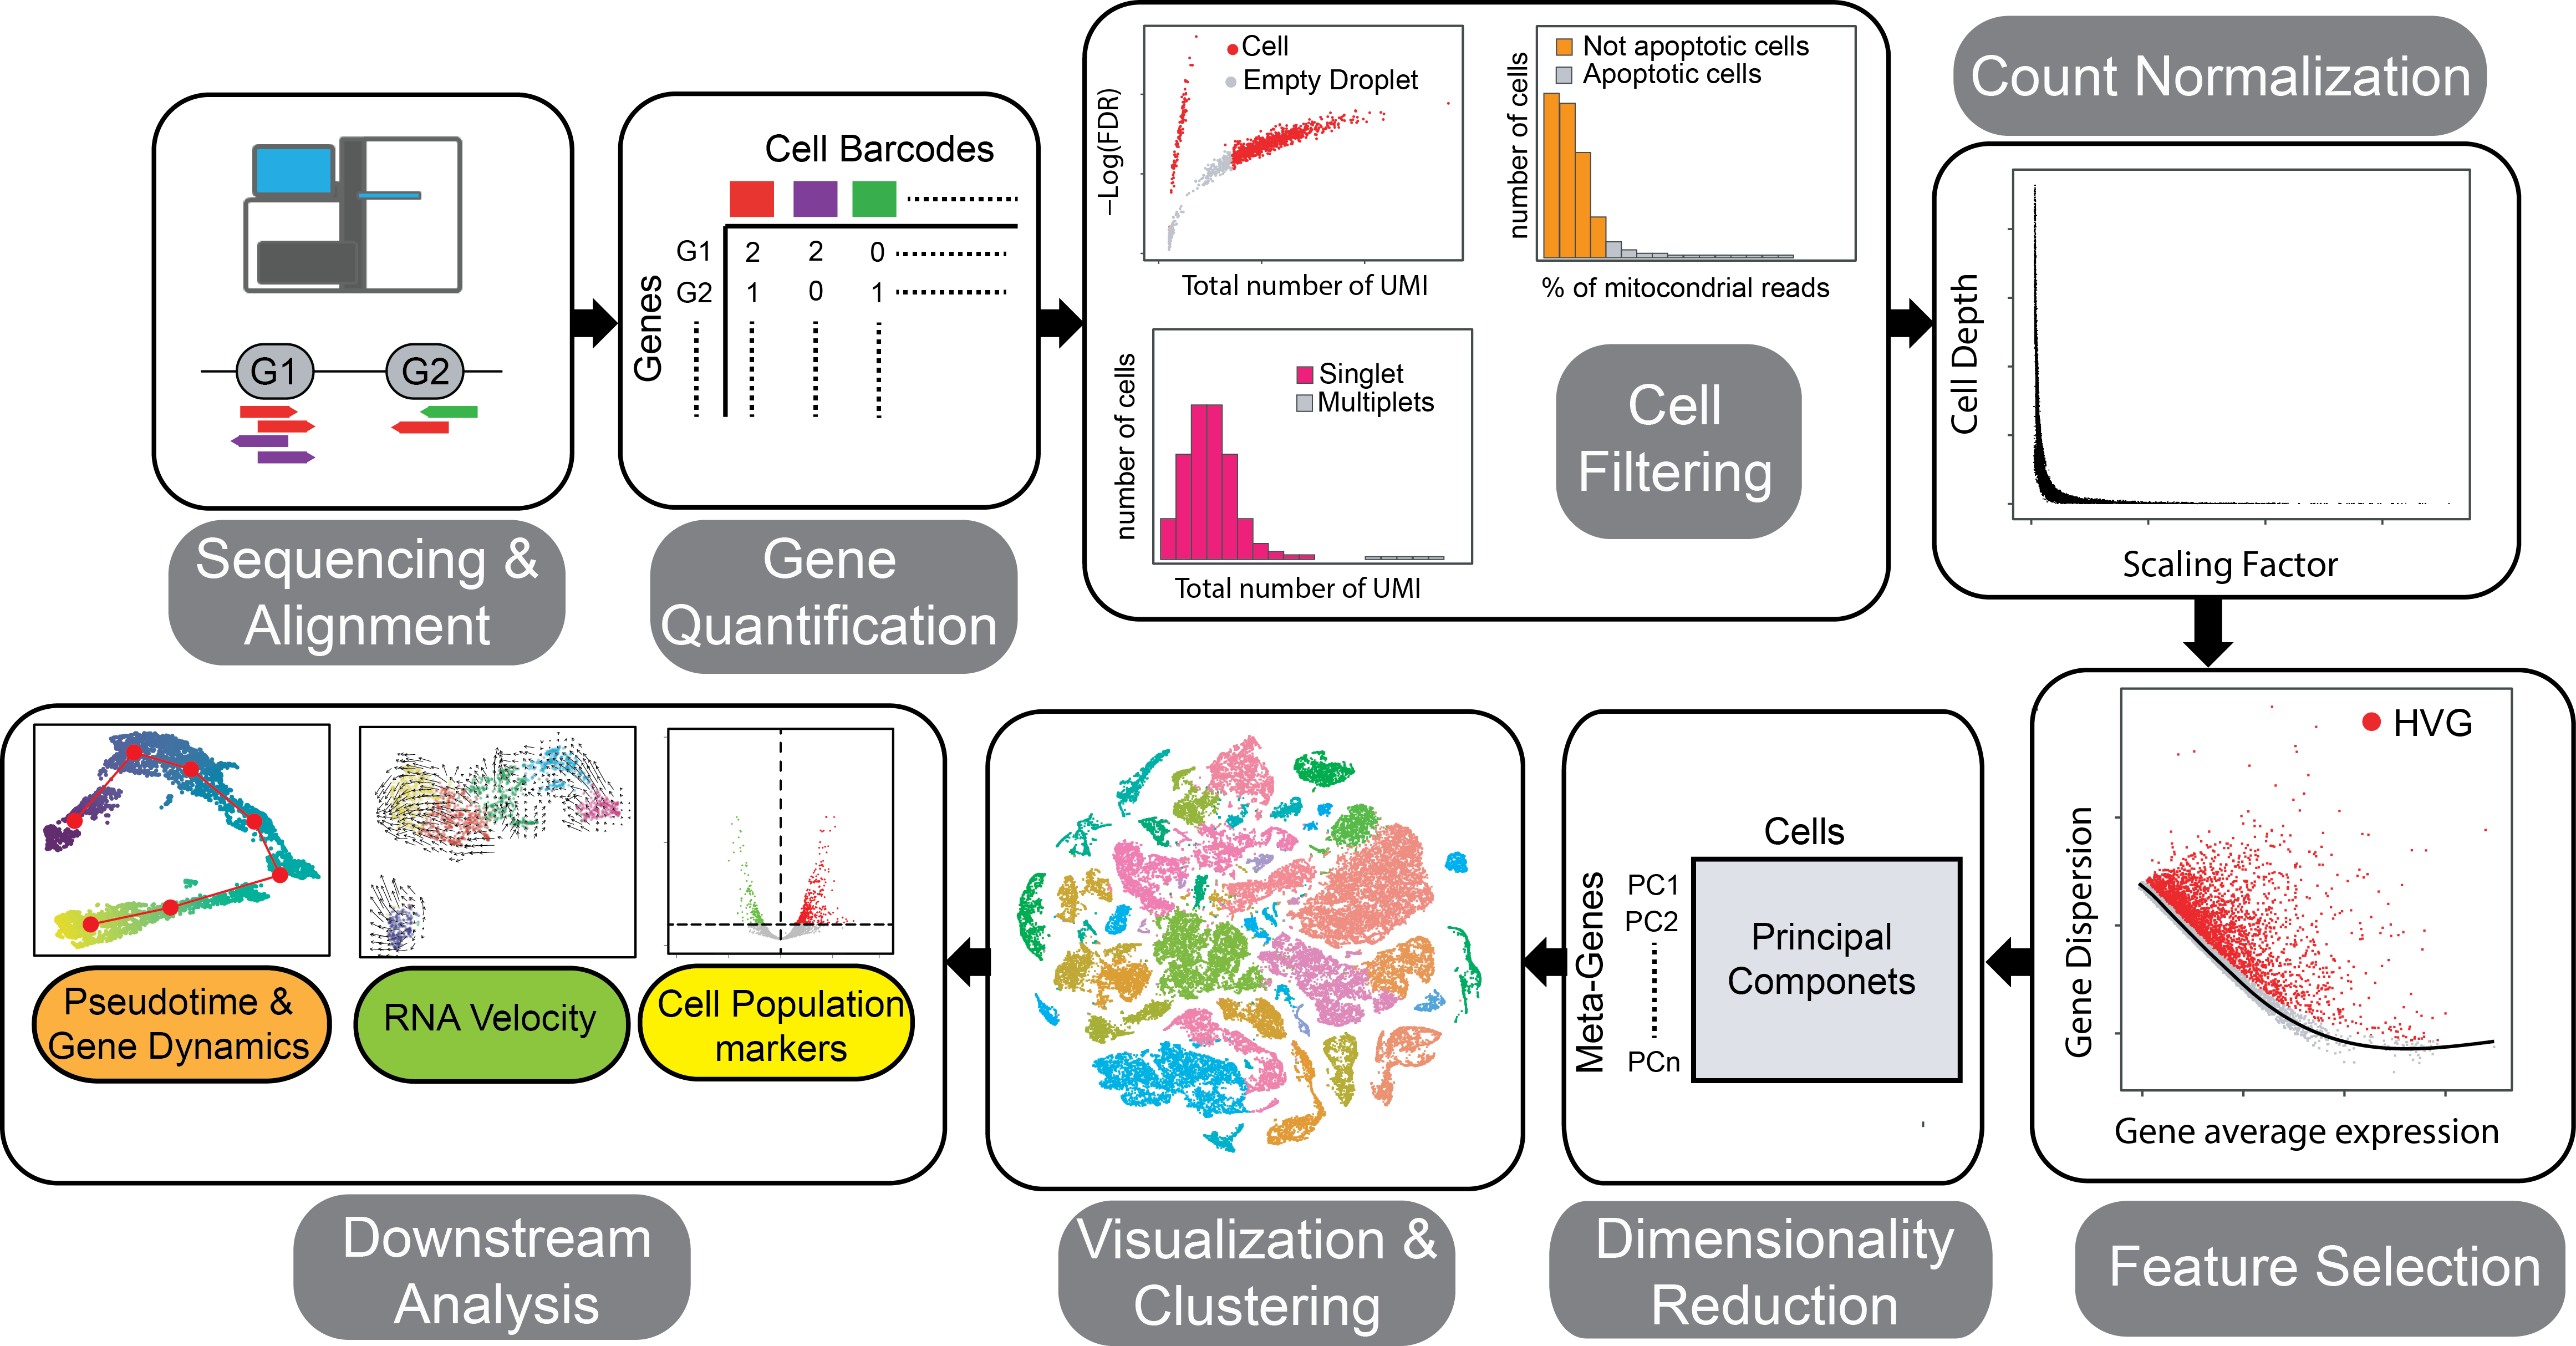 G1
G2
Sequencing &
Alignment
Cell Barcodes
Genes
G1 2 2 0
G2 1 0 1
Gene
Quantification
Cell
Empty Droplet
–Log(FDR)
Total number of UMI
Not apoptotic cells
Apoptotic cells
number of cells
% of mitocondrial reads
Singlet
Multiplets
number of cells
Total number of UMI
Cell
Filtering
Count Normalization
Cell Depth
Scaling Factor
HVG
Gene Dispersion
Gene average expression
Feature Selection
Cells
Meta-Genes
PC1
PC2
PCn
Principal
Componets
Dimensionality
Reduction
Visualization &
Clustering
Pseudotime &
Gene Dynamics
RNA Velocity
Cell Population
markers
Downstream
Analysis